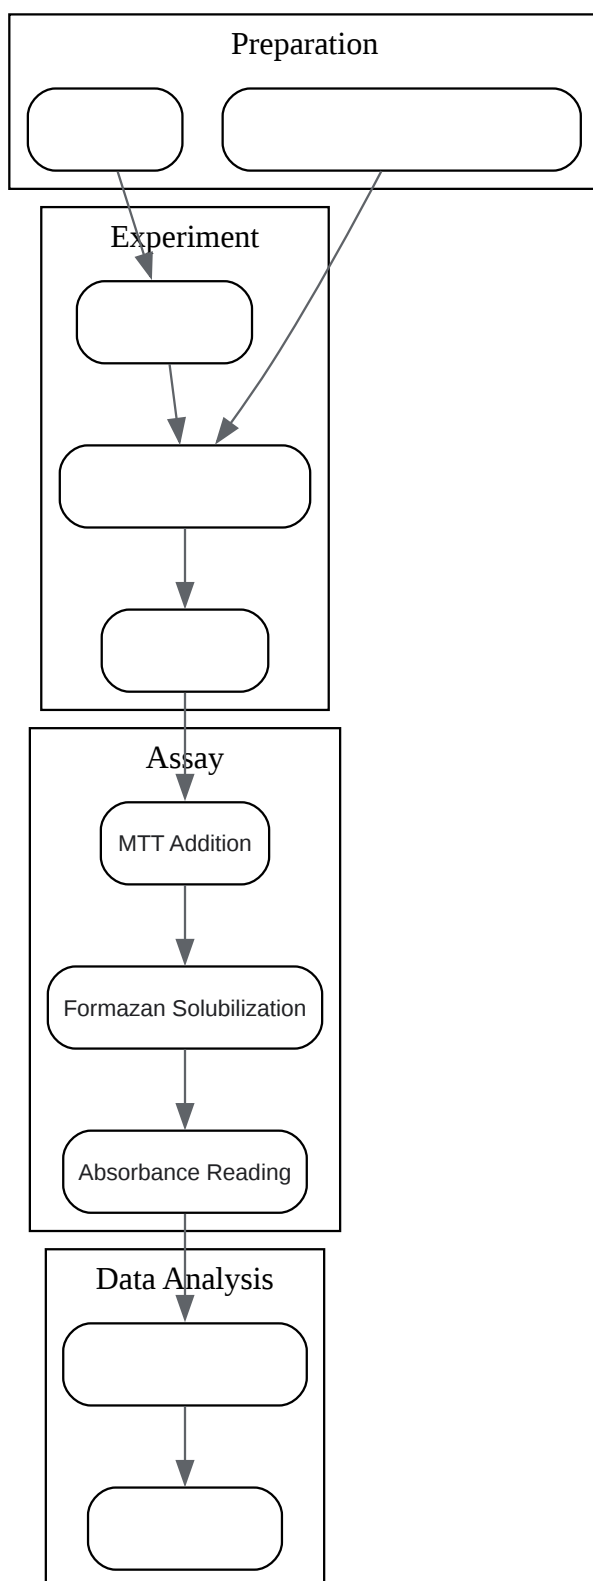 Preparation
Experiment
Assay
MTT Addition
Formazan Solubilization
Absorbance Reading
Data Analysis